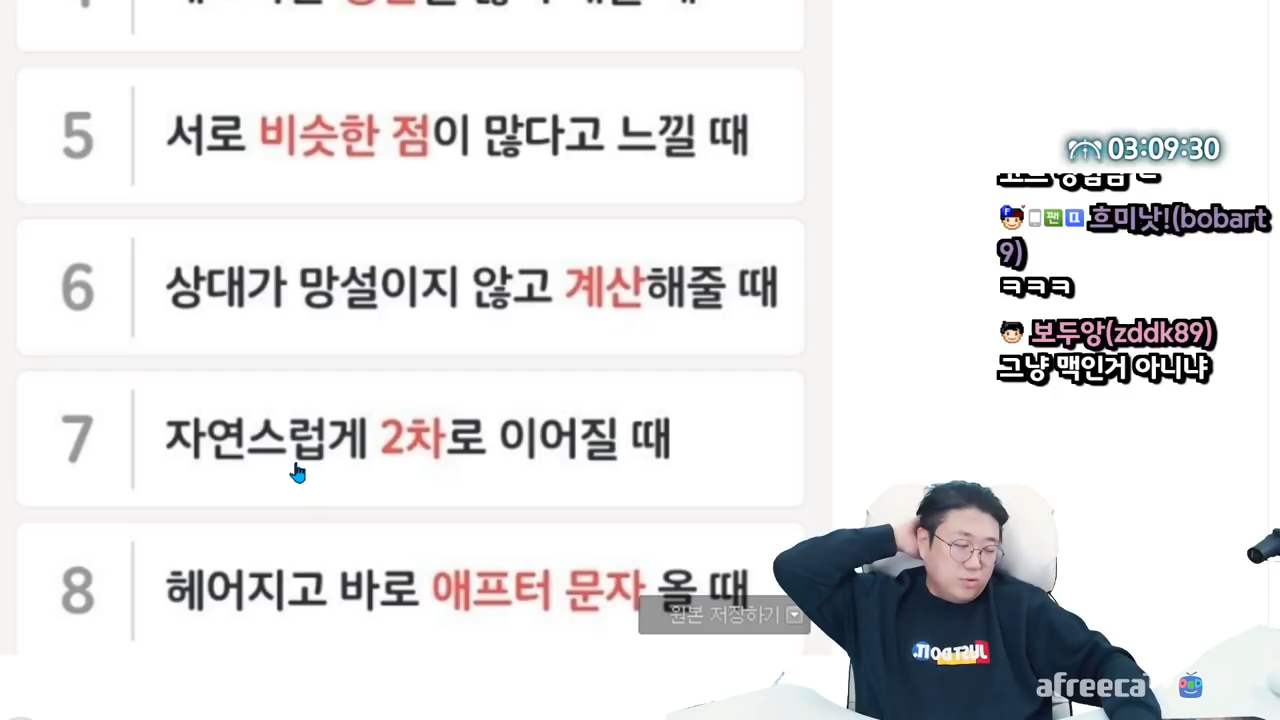 5
서로 비슷한 점이 많다고 느낄 때
6
상대가 망설이지 않고 계산해줄 때
7
자연스럽게 2차로 이어질 때
8
헤어지고 바로 애프터 문자 올 때
원본 저장하기
03:09:30
흐미낫!(bobart
9)
ㅋㅋㅋ
보두앙(zddk89)
그냥 맥인거 아니냐
JUST DO IT.
afreeca